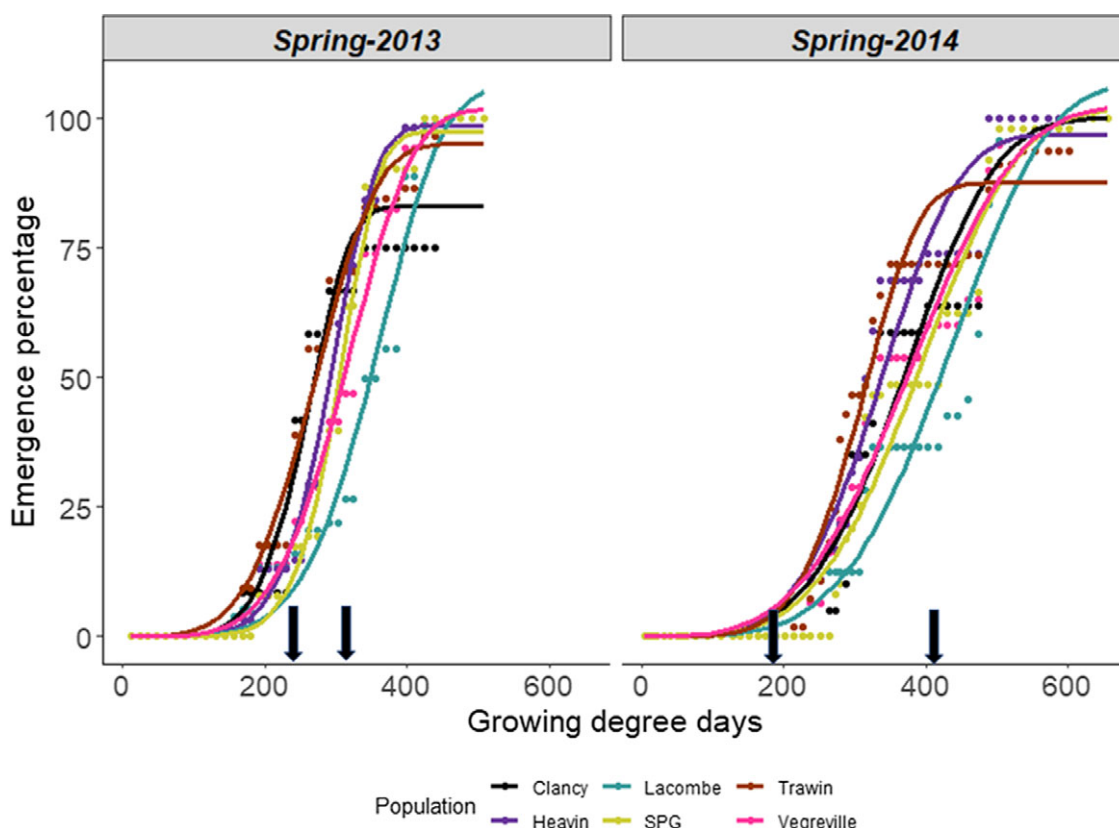 Spring-2013 Spring-2014
Emergence percentage
100
75
50
25
0
0 200 400 600 0 200 400 600
Growing degree days
Population
Clancy Lacombe Trawin
Heavin SPG Vegreville